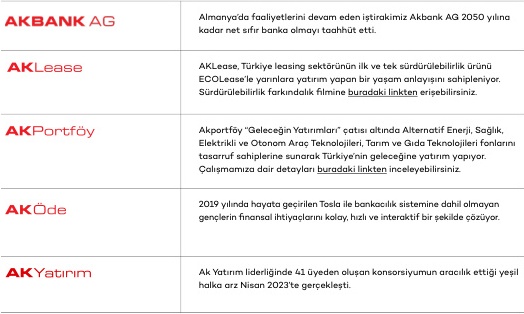 AKBANK AG
Almanya'da faaliyetlerini devam eden iştirakimiz Akbank AG 2050 yılına
kadar net sıfır banka olmayı taahhüt etti.
AKLease
AKLease, Türkiye leasing sektörünün ilk ve tek sürdürülebilirlik ürünü
ECOLease'le yarınlara yatırım yapan bir yaşam anlayışını sahipleniyor.
Sürdürülebilirlik farkındalık filmine buradaki linkten erişebilirsiniz.
AKPortföy
Akportföy "Geleceğin Yatırımları" çatısı altında Alternatif Enerji, Sağlık,
Elektrikli ve Otonom Araç Teknolojileri, Tarım ve Gıda Teknolojileri fonlarını
tasarruf sahiplerine sunarak Türkiye'nin geleceğine yatırım yapıyor.
Çalışmamıza dair detayları buradaki linkten inceleyebilirsiniz.
AKÖde
2019 yılında hayata geçirilen Tosla ile bankacılık sistemine dahil olmayan
gençlerin finansal ihtiyaçlarını kolay, hızlı ve interaktif bir şekilde çözüyor.
AKYatırım
Ak Yatırım liderliğinde 41 üyeden oluşan konsorsiyumun aracılık ettiği yeşil
halka arz Nisan 2023'te gerçekleşti.